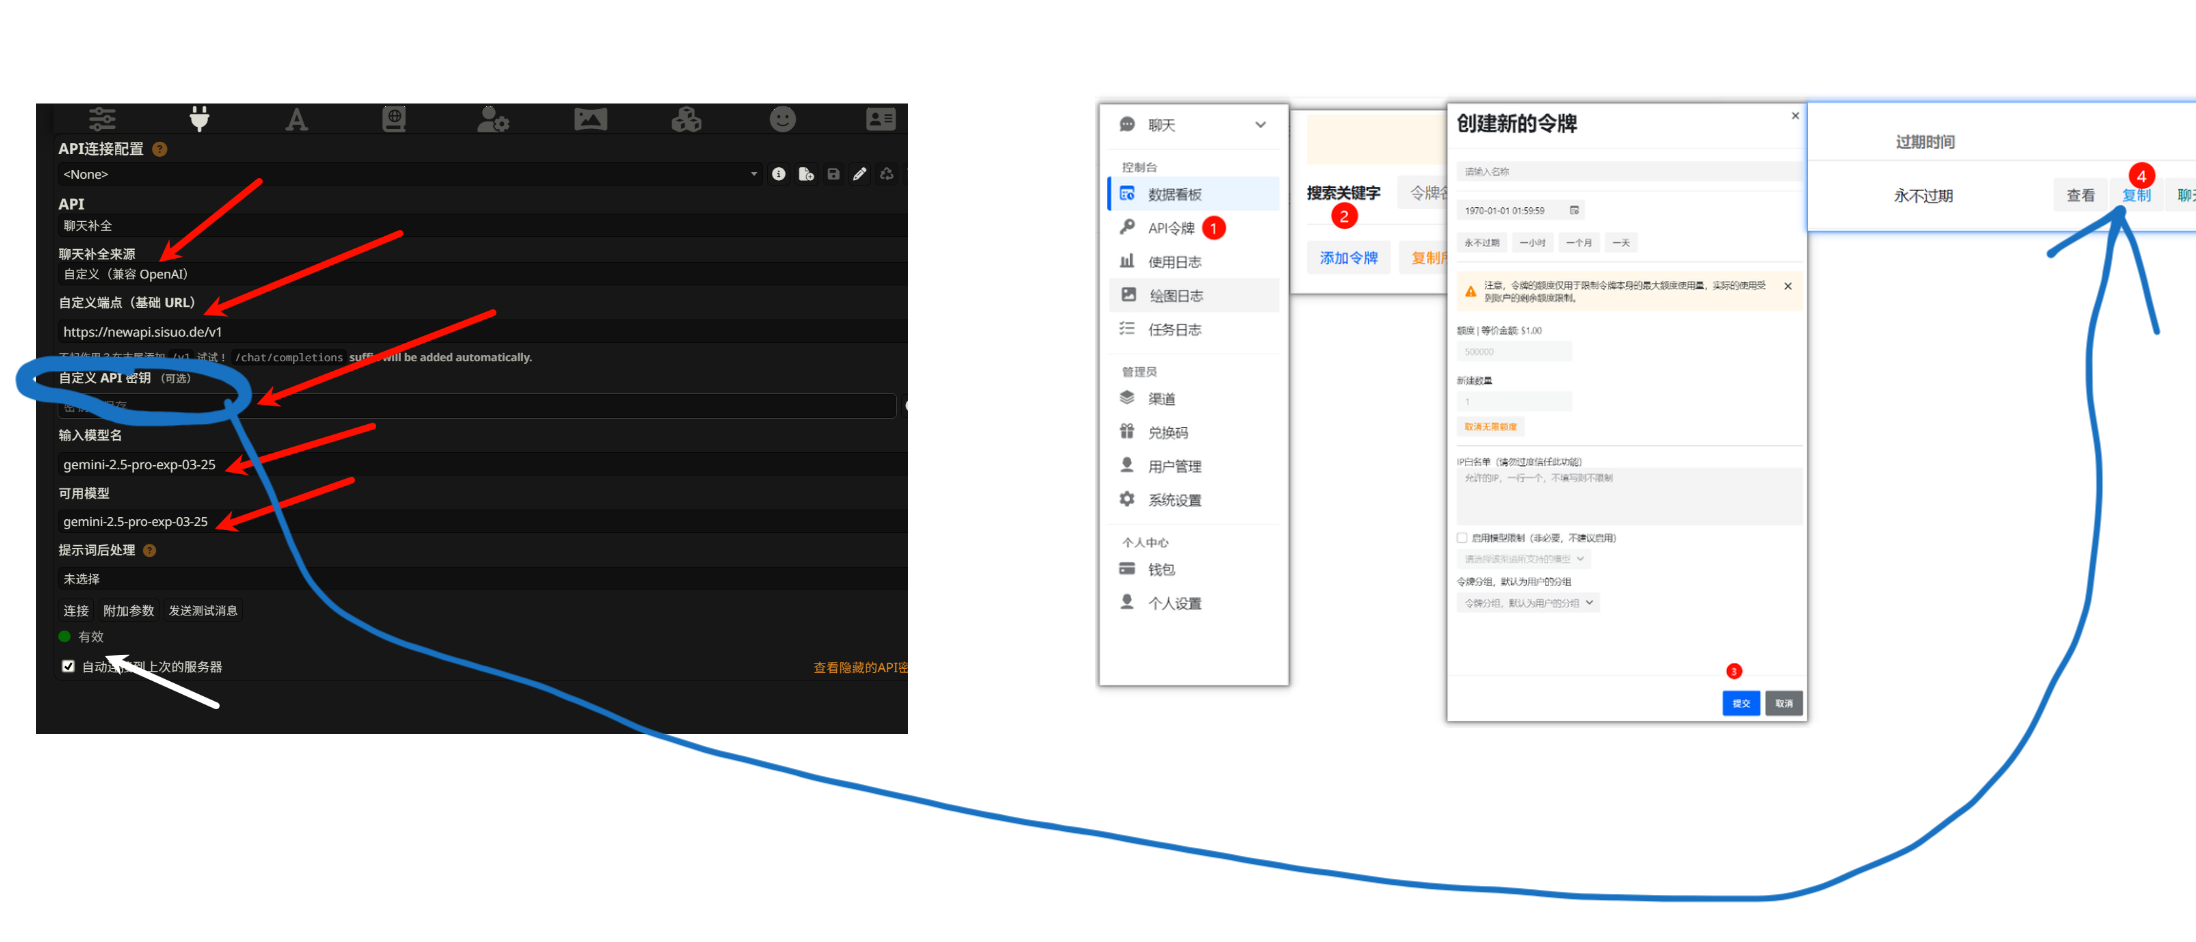 API连接配置 ?
<None>
API
聊天补全
聊天补全来源
自定义（兼容 OpenAI）
自定义端点（基础 URL）
https://newapi.sisuo.de/v1
/v1 试试！ /chat/completions suffix will be added automatically.
自定义 API 密钥 （可选）
输入模型名
gemini-2.5-pro-exp-03-25
可用模型
gemini-2.5-pro-exp-03-25
提示词后处理 ?
未选择
连接 附加参数 发送测试消息
有效
自动连接到上次的服务器
查看隐藏的API密
聊天
控制台
数据看板
API令牌 1
使用日志
绘图日志
任务日志
管理员
渠道
兑换码
用户管理
系统设置
个人中心
钱包
个人设置
搜索关键字 令牌名
2
添加令牌 复制所
创建新的令牌
请输入名称
1970-01-01 01:59:59
永不过期 一小时 一个月 一天
注意，令牌的额度仅用于限制令牌本身的最大额度使用量，实际的使用受
到账户的剩余额度限制。
额度 | 等价金额: $1.00
500000
新建数量
1
取消无限额度
IP白名单（请勿过度信任此功能）
允许的IP，一行一个，不填写则不限制
启用模型限制（非必要，不建议启用）
请选择该渠道所支持的模型
令牌分组，默认为用户的分组
令牌分组，默认为用户的分组
3
提交 取消
过期时间
4
永不过期 查看 复制 聊天